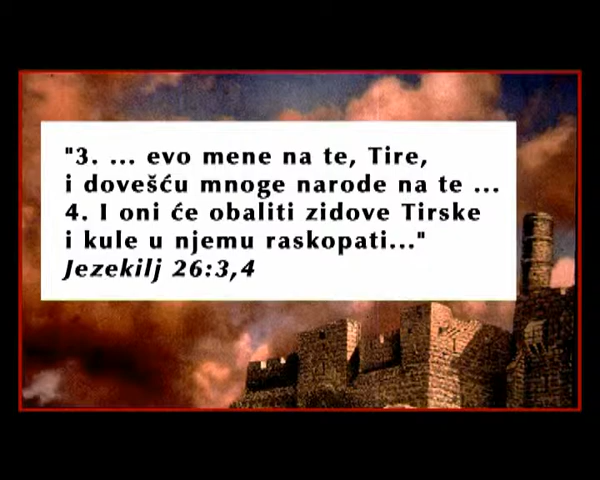 "3. ... evo mene na te, Tire,
i dovešću mnoge narode na te ...
4. I oni će obaliti zidove Tirske
i kule u njemu raskopati..."
Jezekilj 26:3,4